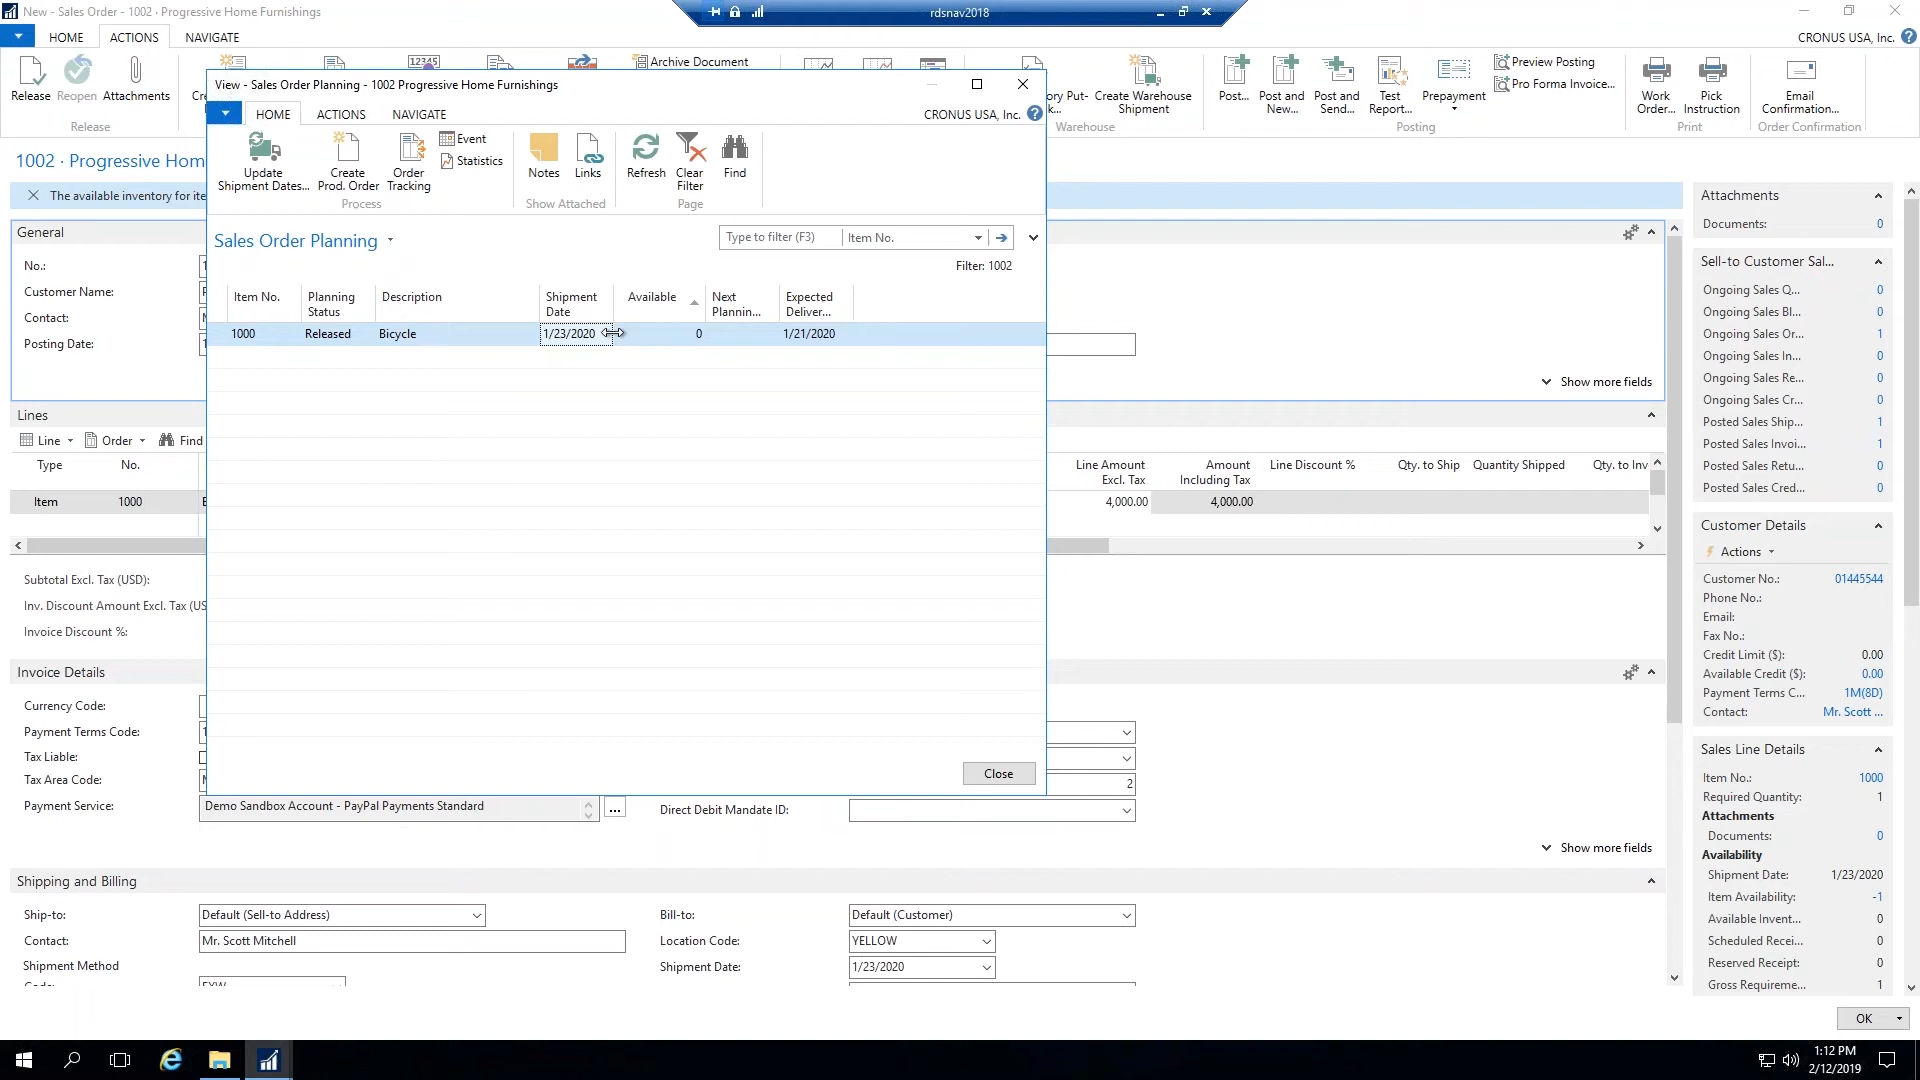 New - Sales Order - 1002 · Progressive Home Furnishings
rdsnav2018
HOME
ACTIONS
NAVIGATE
CRONUS USA, Inc.
Release
Reopen
Attachments
Release
Archive Document
Create Warehouse Shipment
Warehouse
Post...
Post and New...
Post and Send...
Test Report...
Prepayment
Preview Posting
Pro Forma Invoice...
Posting
Work Order...
Pick Instruction
Print
Email Confirmation...
Order Confirmation
1002 · Progressive Hom
The available inventory for ite
View - Sales Order Planning - 1002 Progressive Home Furnishings
HOME
ACTIONS
NAVIGATE
CRONUS USA, Inc.
Update Shipment Dates...
Create Prod. Order
Order Tracking
Event
Statistics
Process
Notes
Links
Show Attached
Refresh
Clear Filter
Find
Page
Sales Order Planning
Type to filter (F3)
Item No.
Filter: 1002
Item No.
Planning Status
Description
Shipment Date
Available
Next Plannin...
Expected Deliver...
1000
Released
Bicycle
1/23/2020
0
1/21/2020
Close
General
No.:
Customer Name:
Contact:
Posting Date:
Show more fields
Lines
Line
Order
Find
Type
No.
Line Amount Excl. Tax
Amount Including Tax
Line Discount %
Qty. to Ship
Quantity Shipped
Qty. to Inv
Item
1000
4,000.00
4,000.00
Subtotal Excl. Tax (USD):
Inv. Discount Amount Excl. Tax (US
Invoice Discount %:
Invoice Details
Currency Code:
Payment Terms Code:
Tax Liable:
Tax Area Code:
2
Payment Service:
Demo Sandbox Account - PayPal Payments Standard
...
Direct Debit Mandate ID:
Show more fields
Shipping and Billing
Ship-to:
Default (Sell-to Address)
Bill-to:
Default (Customer)
Contact:
Mr. Scott Mitchell
Location Code:
YELLOW
Shipment Method
Shipment Date:
1/23/2020
Attachments
Documents:
0
Sell-to Customer Sal...
Ongoing Sales Q...
0
Ongoing Sales Bl...
0
Ongoing Sales Or...
1
Ongoing Sales In...
0
Ongoing Sales Re...
0
Ongoing Sales Cr...
0
Posted Sales Ship...
1
Posted Sales Invoi...
1
Posted Sales Retu...
0
Posted Sales Cred...
0
Customer Details
Actions
Customer No.:
01445544
Phone No.:
Email:
Fax No.:
Credit Limit ($):
0.00
Available Credit ($):
0.00
Payment Terms C...
1M(8D)
Contact:
Mr. Scott ...
Sales Line Details
Item No.:
1000
Required Quantity:
1
Attachments
Documents:
0
Availability
Shipment Date:
1/23/2020
Item Availability:
-1
Available Invent...
0
Scheduled Recei...
0
Reserved Receipt:
0
Gross Requireme...
1
OK
1:12 PM
2/12/2019